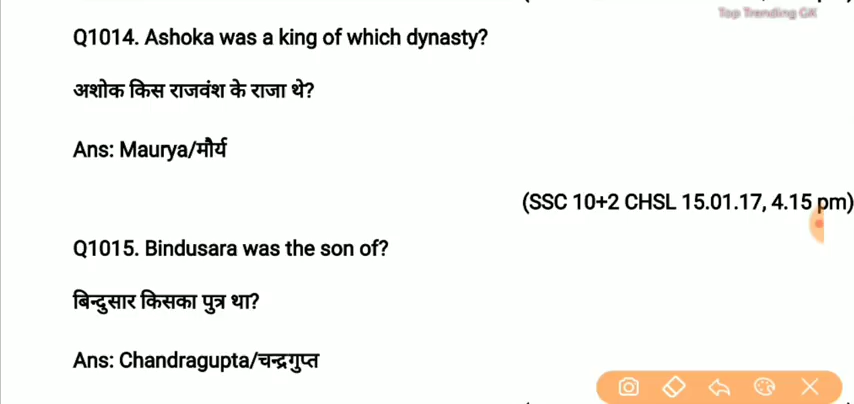 Top Trending GK
Q1014. Ashoka was a king of which dynasty?
अशोक किस राजवंश के राजा थे?
Ans: Maurya/मौर्य
(SSC 10+2 CHSL 15.01.17, 4.15 pm)
Q1015. Bindusara was the son of?
बिन्दुसार किसका पुत्र था?
Ans: Chandragupta/चन्द्रगुप्त